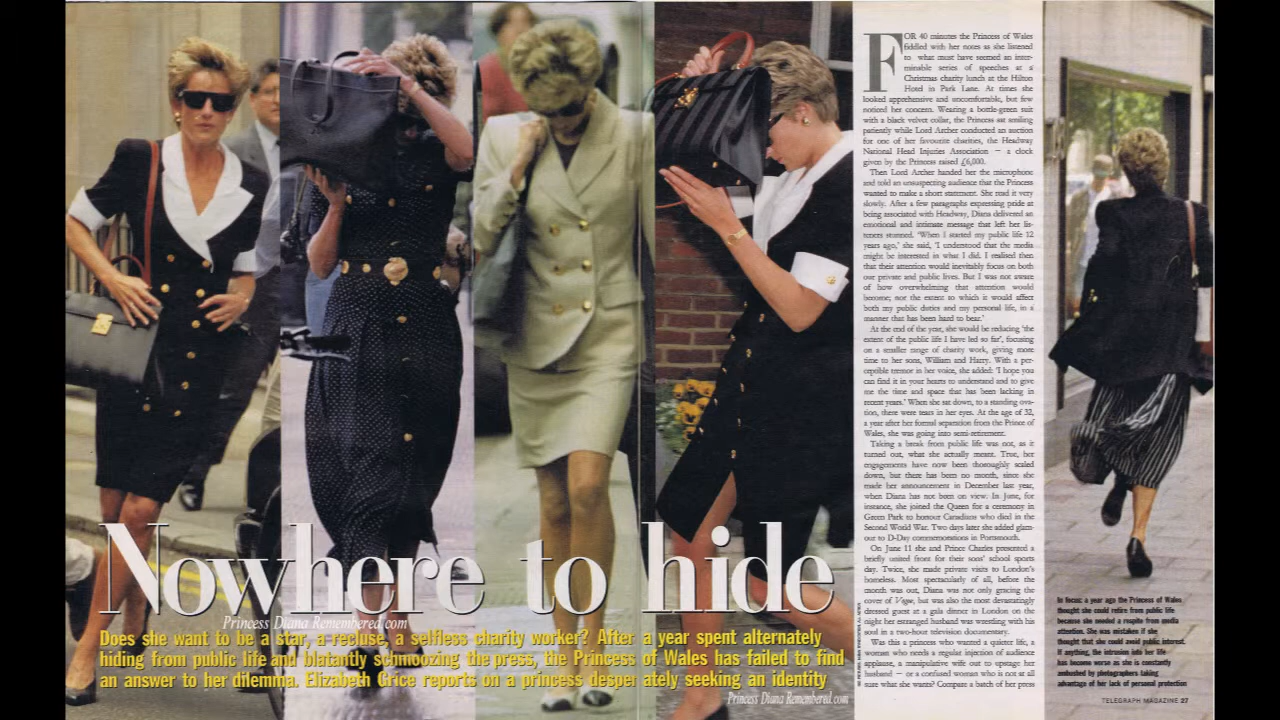 Nowhere to hide
Princess Diana Remembered.com
Does she want to be a star, a recluse, a selfless charity worker? After a year spent alternately
hiding from public life and blatantly schmoozing the press, the Princess of Wales has failed to find
an answer to her dilemma. Elizabeth Grice reports on a princess desper ately seeking an identity
Princess Diana Remembered.com
FOR 40 minutes the Princess of Wales
fiddled with her notes as she listened
to what must have seemed an inter-
minable series of speeches at a
Christmas charity lunch at the Hilton
Hotel in Park Lane. At times she
looked apprehensive and uncomfortable, but few
noticed her concern. Wearing a bottle-green suit
with a black velvet collar, the Princess sat smiling
patiently while Lord Archer conducted an auction
for one of her favourite charities, the Headway
National Head Injuries Association — a clock
given by the Princess raised £6,000.
Then Lord Archer handed her the microphone
and told an unsuspecting audience that the Princess
wanted to make a short statement. She read it very
slowly. After a few paragraphs expressing pride at
being associated with Headway, Diana delivered an
emotional and intimate message that left her lis-
teners stunned. 'When I started my public life 12
years ago,' she said, 'I understood that the media
might be interested in what I did. I realised then
that their attention would inevitably focus on both
our private and public lives. But I was not aware
of how overwhelming that attention would
become; nor the extent to which it would affect
both my public duties and my personal life, in a
manner that has been hard to bear.'
At the end of the year, she would be reducing 'the
extent of the public life I have led so far', focusing
on a smaller range of charity work, giving more
time to her sons, William and Harry. With a per-
ceptible tremor in her voice, she added: 'I hope you
can find it in your hearts to understand and to give
me the time and space that has been lacking in
recent years.' When she sat down, to a standing ova-
tion, there were tears in her eyes. At the age of 32,
a year after her formal separation from the Prince of
Wales, she was going into semi-retirement.
Taking a break from public life was not, as it
turned out, what she actually meant. True, her
engagements have now been thoroughly scaled
down, but there has been no month, since she
made her announcement in December last year,
when Diana has not been on view. In June, for
instance, she joined the Queen for a ceremony in
Green Park to honour Canadians who died in the
Second World War. Two days later she added glam-
our to D-Day commemorations in Portsmouth.
On June 11 she and Prince Charles presented a
briefly united front for their sons' school sports
day. Twice, she made private visits to London's
homeless. Most spectacularly of all, before the
month was out, Diana was not only gracing the
cover of Vogue, but was also the most devastatingly
dressed guest at a gala dinner in London on the
night her estranged husband was wrestling with his
soul in a two-hour television documentary.
Was this a princess who wanted a quiet life, a
woman who needs a regular injection of audience
applause, a manipulative wife out to upstage her
husband — or a confused woman who is not at all
sure what she wants? Compare a batch of her press
In focus: a year ago the Princess of Wales
thought she could retire from public life
because she needed a respite from media
attention. She was mistaken if she
thought that she could avoid public interest.
If anything, the intrusion into her life
has become worse as she is constantly
ambushed by photographers taking
advantage of her lack of personal protection
TELEGRAPH MAGAZINE 27